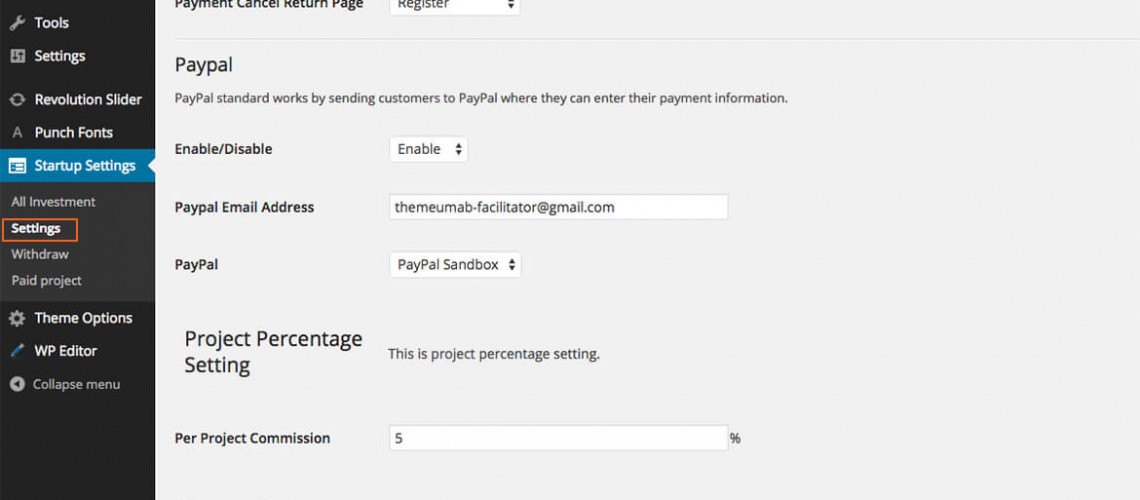 Tools
Settings
Revolution Slider
Punch Fonts
Startup Settings
All Investment
Settings
Withdraw
Paid project
Theme Options
WP Editor
Collapse menu
Payment Cancel Return Page Register
Paypal
PayPal standard works by sending customers to PayPal where they can enter their payment information.
Enable/Disable Enable
Paypal Email Address themeumab-facilitator@gmail.com
PayPal PayPal Sandbox
Project Percentage
Setting
This is project percentage setting.
Per Project Commission 5 %